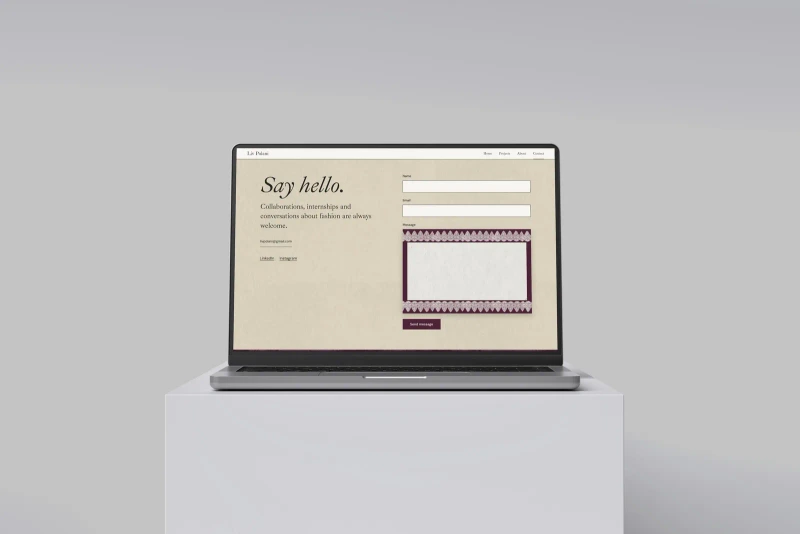 Home Projects About Contact
Say hello.
Collaborations, internships and
conversations about fashion are always
welcome.
LinkedIn Instagram
Name
Email
Message
Send message